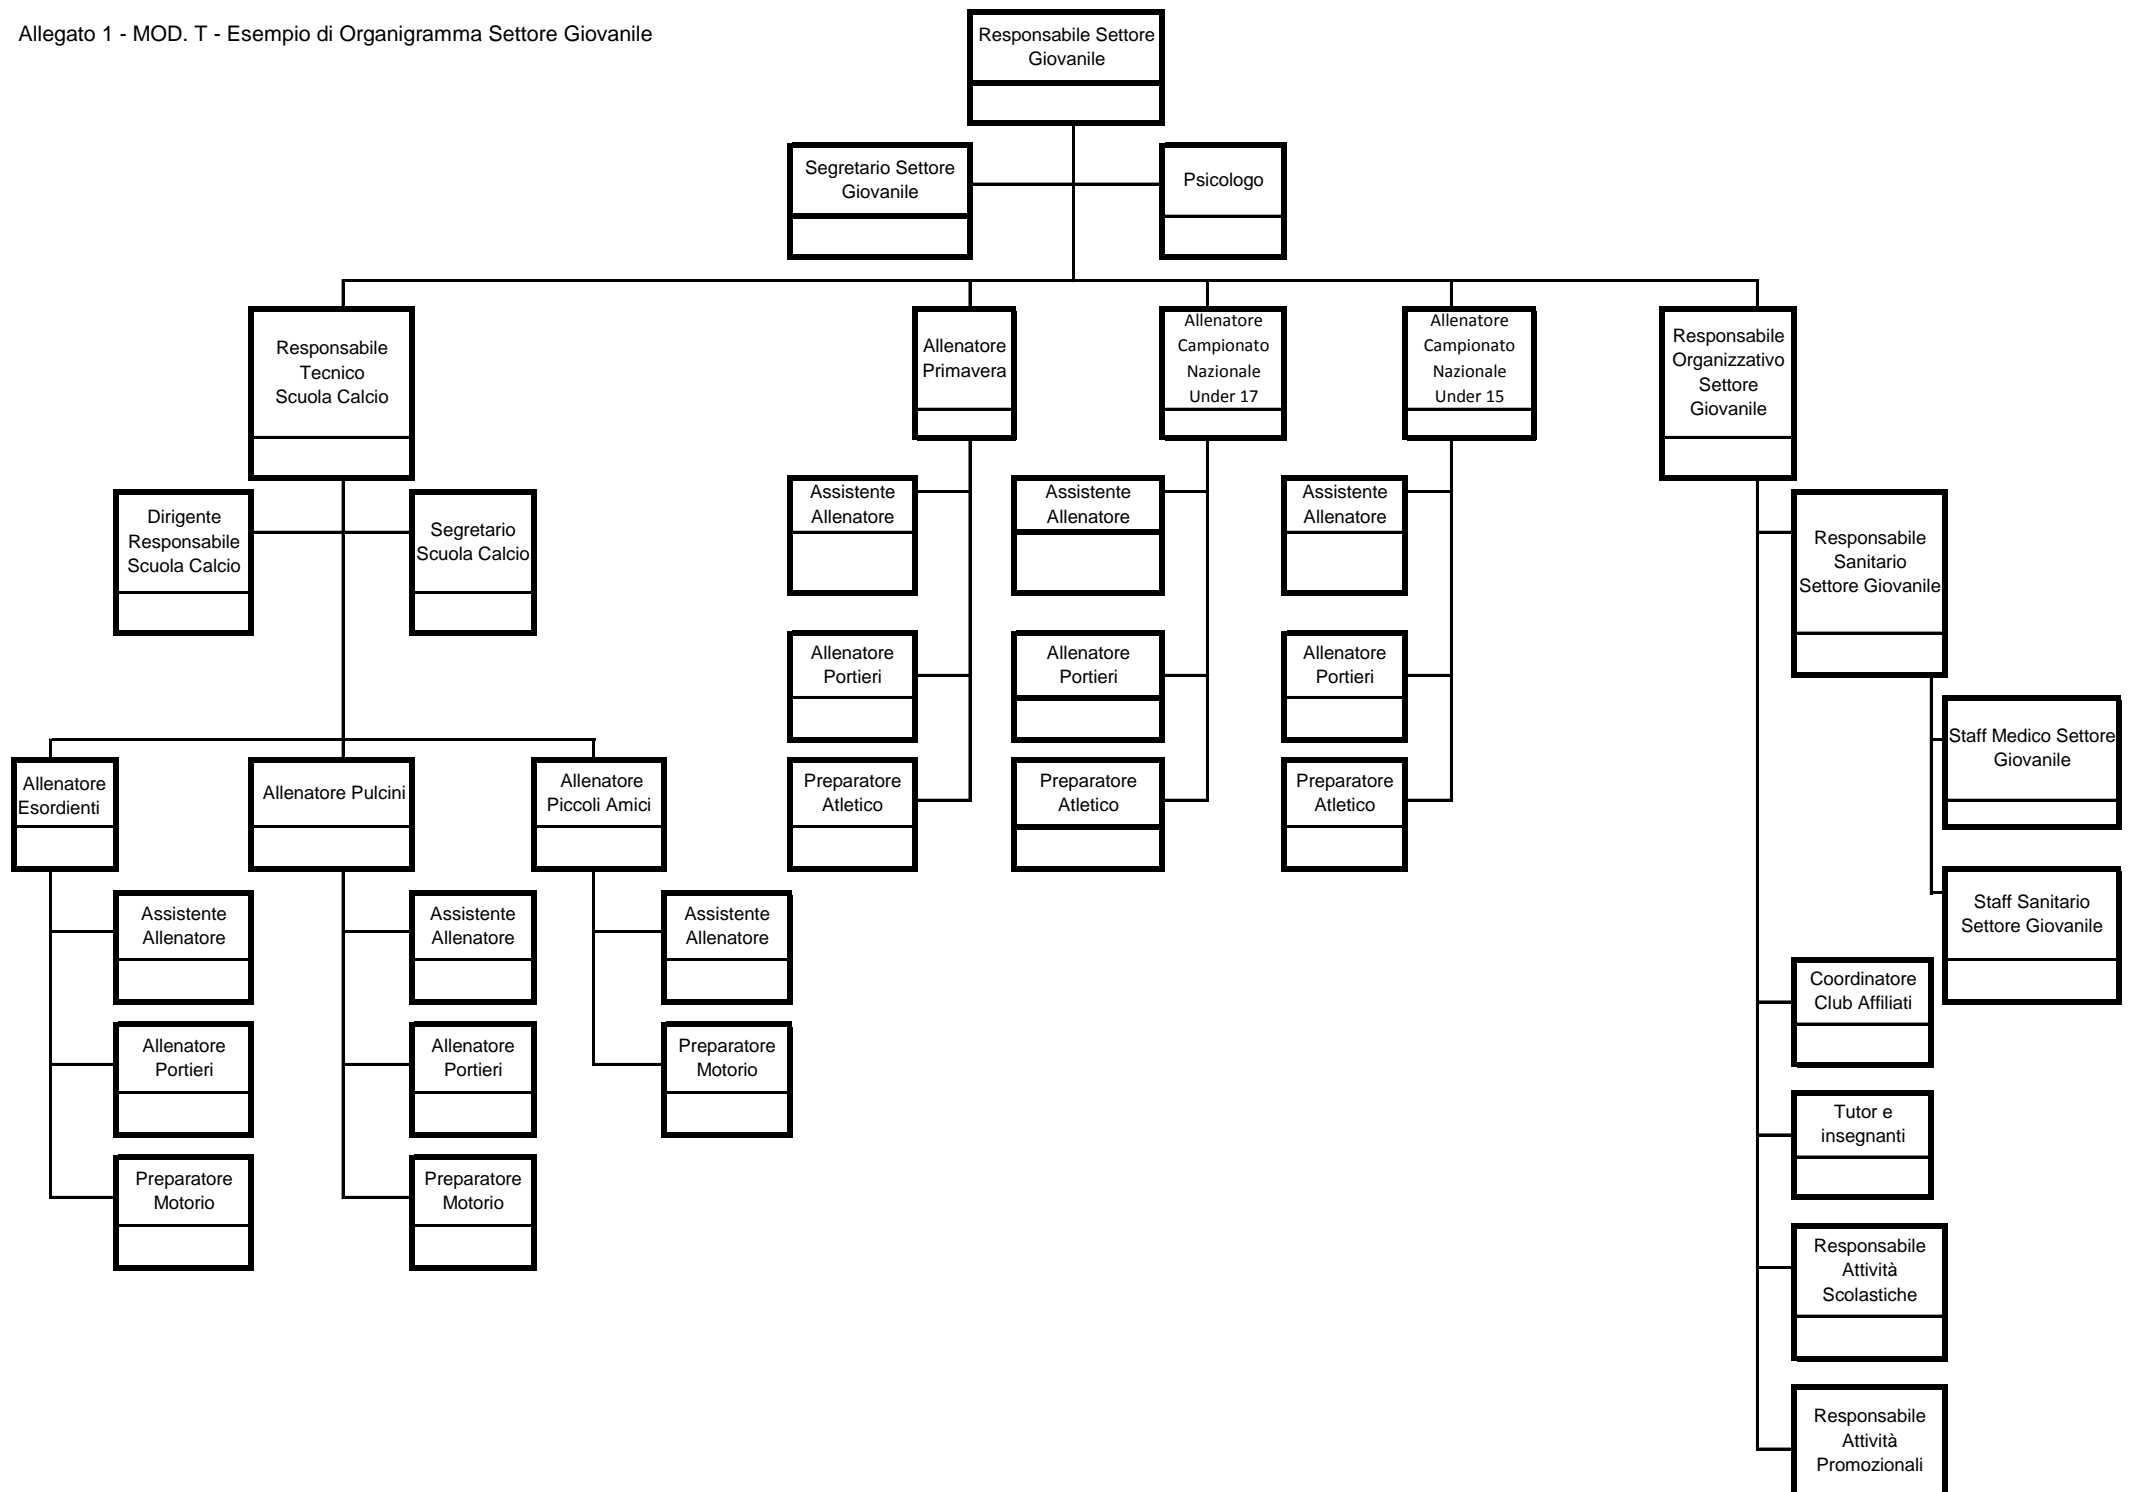 Allegato 1 - MOD. T - Esempio di Organigramma Settore Giovanile
Responsabile Settore
Giovanile
Segretario Settore
Giovanile
Psicologo
Responsabile
Tecnico
Scuola Calcio
Allenatore
Primavera
Allenatore
Campionato
Nazionale
Under 17
Allenatore
Campionato
Nazionale
Under 15
Responsabile
Organizzativo
Settore
Giovanile
Dirigente
Responsabile
Scuola Calcio
Segretario
Scuola Calcio
Assistente
Allenatore
Assistente
Allenatore
Assistente
Allenatore
Responsabile
Sanitario
Settore Giovanile
Allenatore
Portieri
Allenatore
Portieri
Allenatore
Portieri
Staff Medico Settore
Giovanile
Allenatore
Esordienti
Allenatore Pulcini
Allenatore
Piccoli Amici
Preparatore
Atletico
Preparatore
Atletico
Preparatore
Atletico
Staff Sanitario
Settore Giovanile
Assistente
Allenatore
Assistente
Allenatore
Assistente
Allenatore
Coordinatore
Club Affiliati
Allenatore
Portieri
Allenatore
Portieri
Preparatore
Motorio
Tutor e
insegnanti
Preparatore
Motorio
Preparatore
Motorio
Responsabile
Attività
Scolastiche
Responsabile
Attività
Promozionali